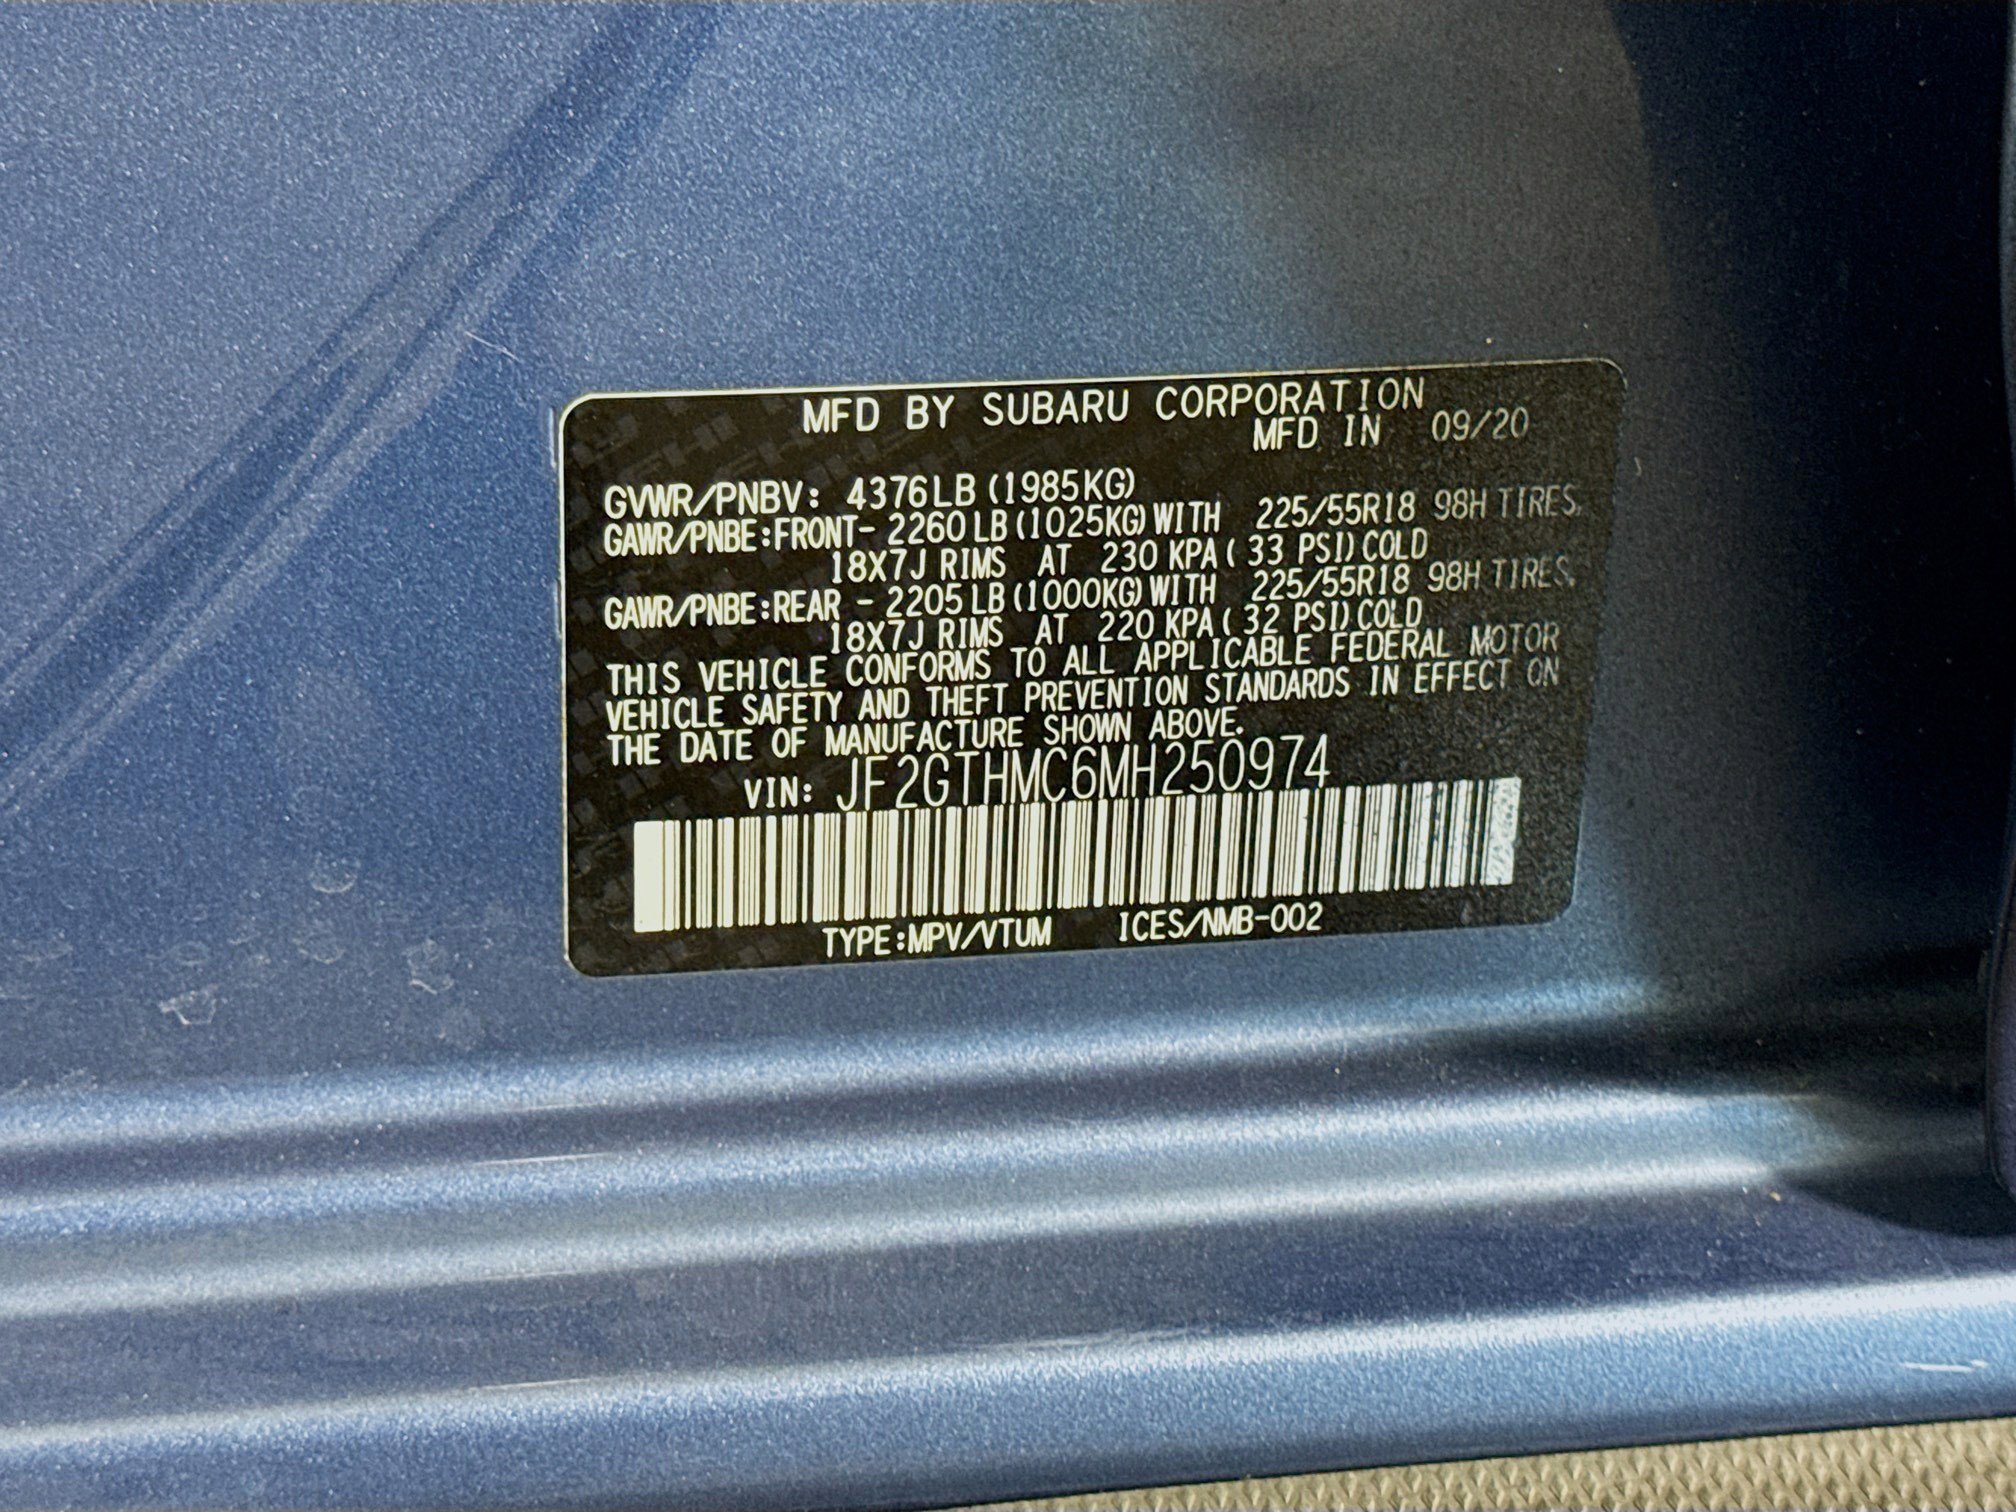 MFD BY SUBARU CORPORATION
MFD IN 09/20
GVWR/PNBV: 4376LB (1985KG)
GAWR/PNBE:FRONT- 2260LB (1025KG) WITH 225/55R18 98H TIRES,
18X7J RIMS AT 230 KPA ( 33 PSI) COLD
GAWR/PNBE:REAR - 2205LB (1000KG) WITH 225/55R18 98H TIRES,
18X7J RIMS AT 220 KPA ( 32 PSI) COLD
THIS VEHICLE CONFORMS TO ALL APPLICABLE FEDERAL MOTOR
VEHICLE SAFETY AND THEFT PREVENTION STANDARDS IN EFFECT ON
THE DATE OF MANUFACTURE SHOWN ABOVE.
VIN: JF2GTHMC6MH250974
TYPE:MPV/VTUM ICES/NMB-002